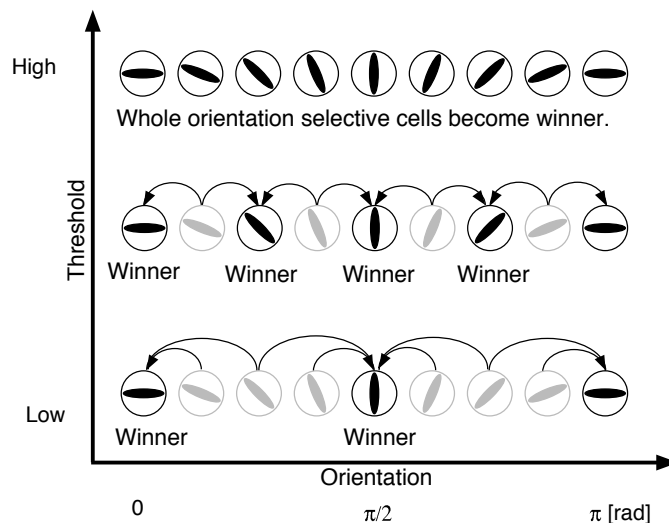 High
Whole orientation selective cells become winner.
Threshold
Winner Winner Winner Winner
Low
Winner Winner
Orientation
0 π/2 π [rad]